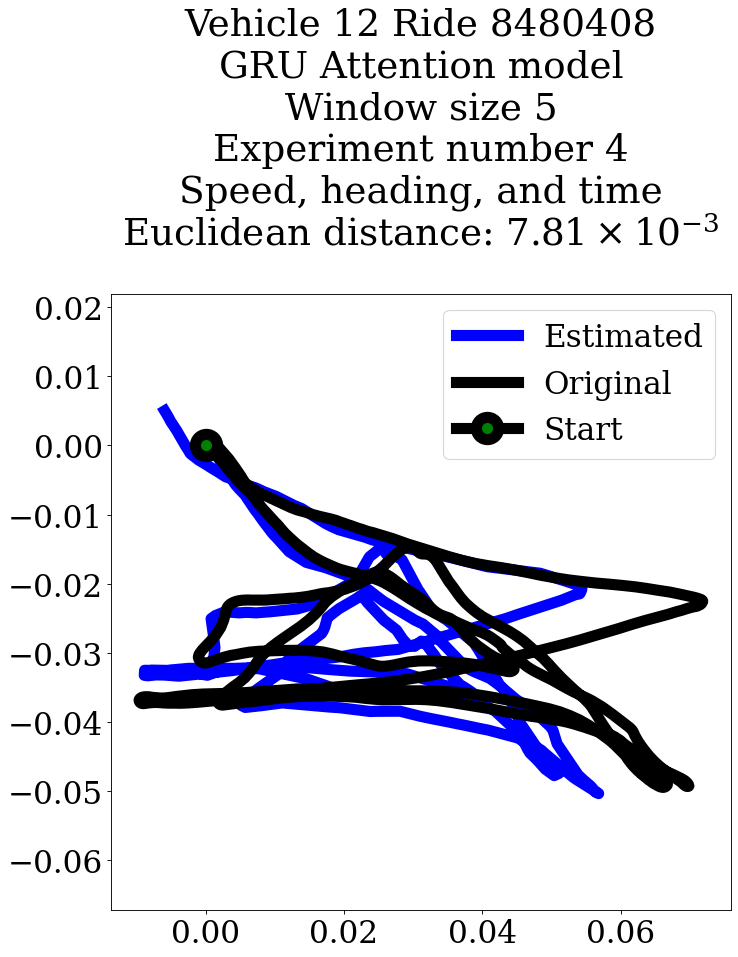 Vehicle 12 Ride 8480408
GRU Attention model
Window size 5
Experiment number 4
Speed, heading, and time
Euclidean distance: 7.81 × 10⁻³
Estimated
Original
Start
0.02
0.01
0.00
−0.01
−0.02
−0.03
−0.04
−0.05
−0.06
0.00 0.02 0.04 0.06